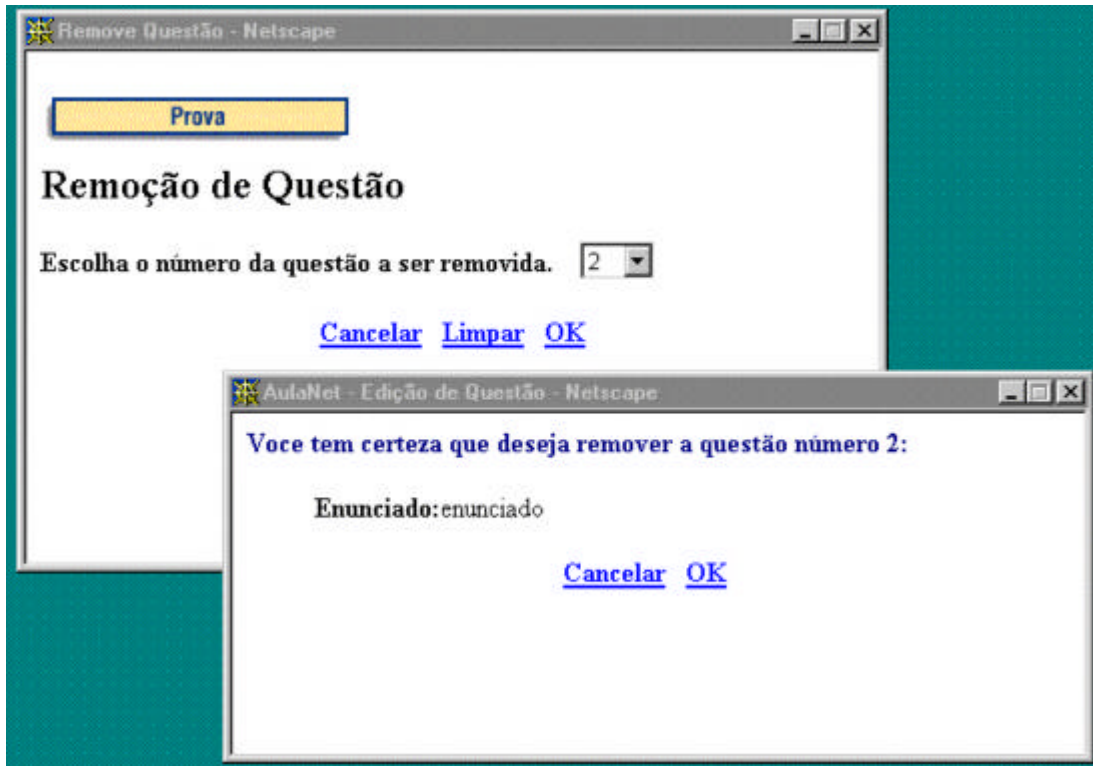 Remove Questão - Netscape
Prova
Remoção de Questão
Escolha o número da questão a ser removida. 2
Cancelar Limpar OK
AulaNet - Edição de Questão - Netscape
Voce tem certeza que deseja remover a questão número 2:
Enunciado: enunciado
Cancelar OK